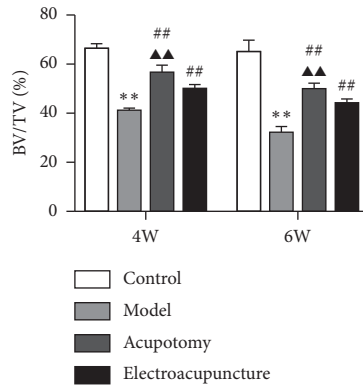 80
60
40
20
0
BV/TV (%)
**
##
▲▲
##
**
##
▲▲
##
4W
6W
Control
Model
Acupotomy
Electroacupuncture